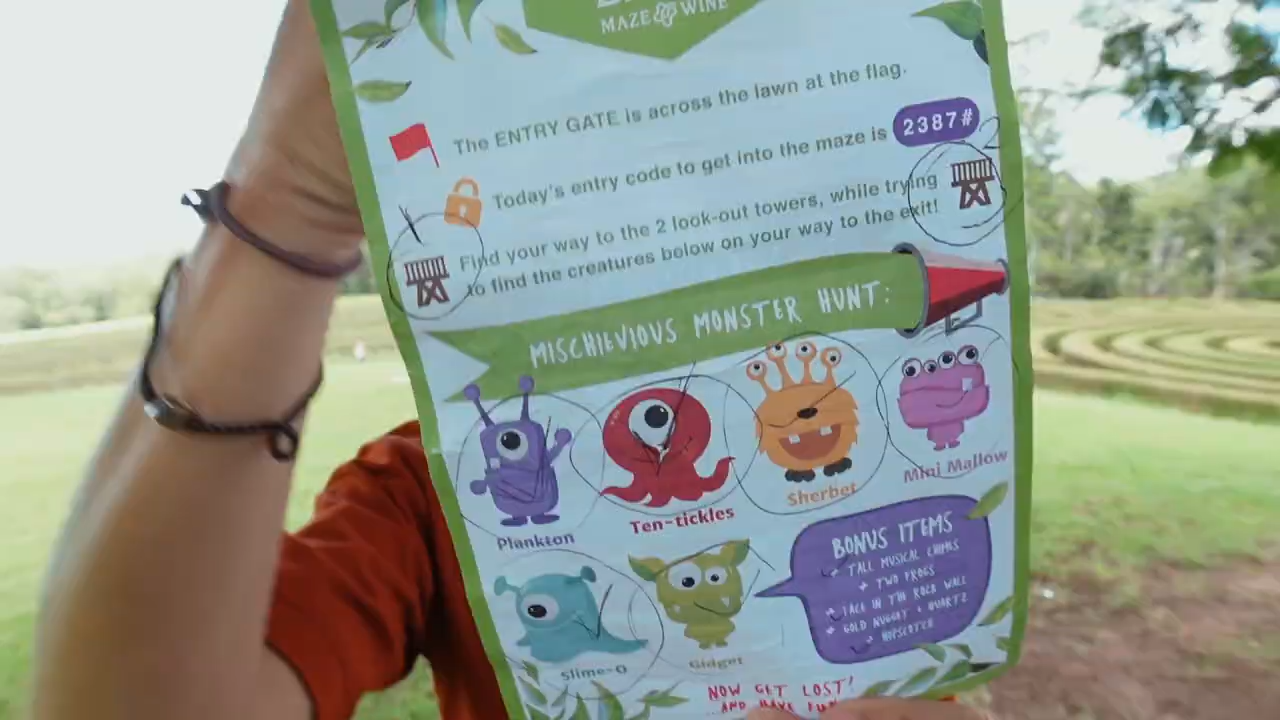 MAZE & WINE
The ENTRY GATE is across the lawn at the flag.
Today's entry code to get into the maze is 2387#
Find your way to the 2 look-out towers, while trying
to find the creatures below on your way to the exit!
MISCHIEVIOUS MONSTER HUNT:
Plankton
Ten-tickles
Sherbet
Mini Mallow
Slime-O
Gidget
BONUS ITEMS
TALL MUSICAL CHIMES
TWO FROGS
FACE IN THE ROCK WALL
GOLD NUGGET + QUARTZ
HOPSCOTCH
NOW GET LOST!
...AND HAVE FUN